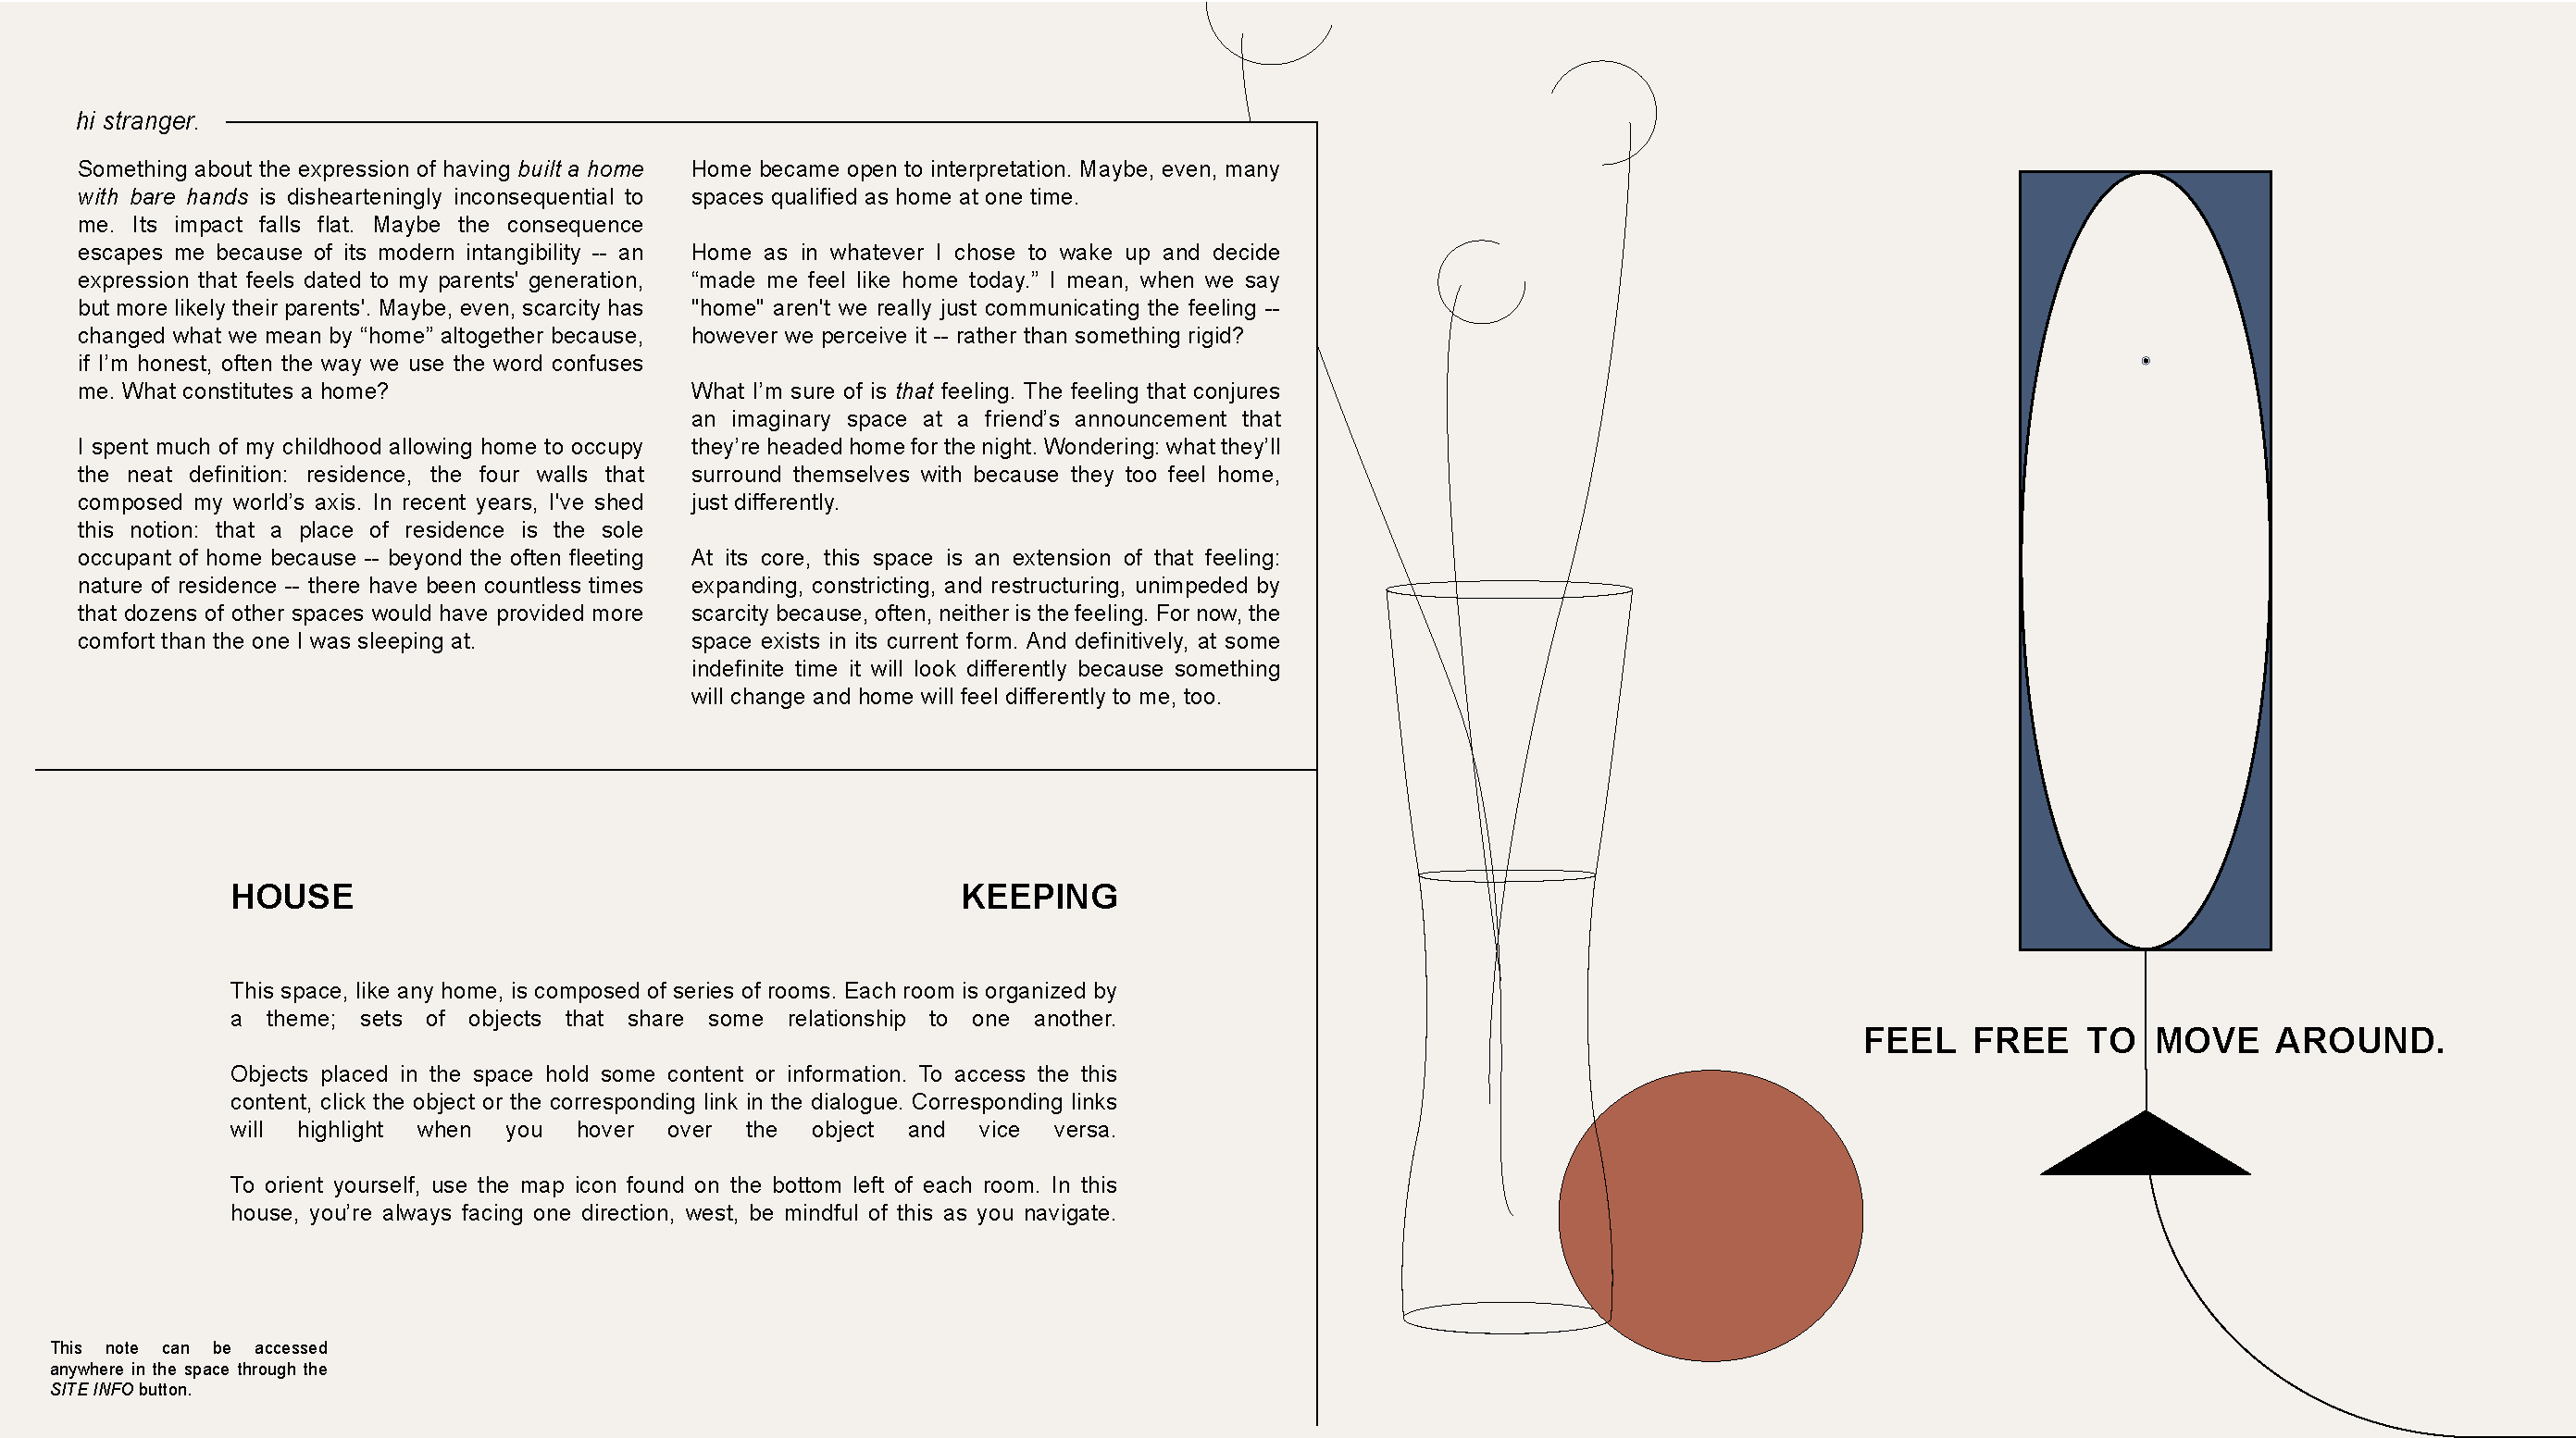 hi stranger.
Something about the expression of having built a home
with bare hands is dishearteningly inconsequential to
me. Its impact falls flat. Maybe the consequence
escapes me because of its modern intangibility -- an
expression that feels dated to my parents' generation,
but more likely their parents'. Maybe, even, scarcity has
changed what we mean by “home” altogether because,
if I’m honest, often the way we use the word confuses
me. What constitutes a home?
I spent much of my childhood allowing home to occupy
the neat definition: residence, the four walls that
composed my world’s axis. In recent years, I've shed
this notion: that a place of residence is the sole
occupant of home because -- beyond the often fleeting
nature of residence -- there have been countless times
that dozens of other spaces would have provided more
comfort than the one I was sleeping at.
Home became open to interpretation. Maybe, even, many
spaces qualified as home at one time.
Home as in whatever I chose to wake up and decide
“made me feel like home today.” I mean, when we say
"home" aren't we really just communicating the feeling --
however we perceive it -- rather than something rigid?
What I’m sure of is that feeling. The feeling that conjures
an imaginary space at a friend’s announcement that
they’re headed home for the night. Wondering: what they’ll
surround themselves with because they too feel home,
just differently.
At its core, this space is an extension of that feeling:
expanding, constricting, and restructuring, unimpeded by
scarcity because, often, neither is the feeling. For now, the
space exists in its current form. And definitively, at some
indefinite time it will look differently because something
will change and home will feel differently to me, too.
HOUSE KEEPING
This space, like any home, is composed of series of rooms. Each room is organized by
a theme; sets of objects that share some relationship to one another.
Objects placed in the space hold some content or information. To access the this
content, click the object or the corresponding link in the dialogue. Corresponding links
will highlight when you hover over the object and vice versa.
To orient yourself, use the map icon found on the bottom left of each room. In this
house, you’re always facing one direction, west, be mindful of this as you navigate.
This note can be accessed
anywhere in the space through the
SITE INFO button.
FEEL FREE TO MOVE AROUND.